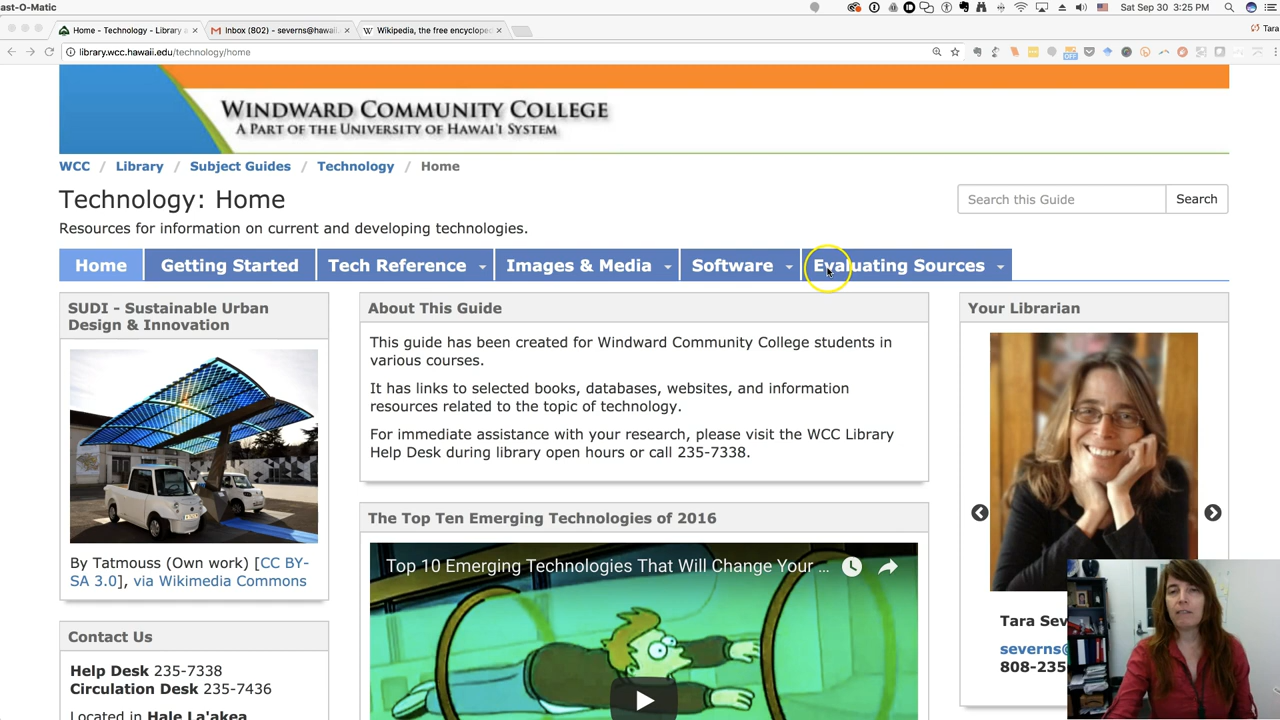 ast-O-Matic
Sat Sep 30 3:25 PM
Home - Technology - Library
Inbox (802) - severns@hawaii.
Wikipedia, the free encyclope
Tara
library.wcc.hawaii.edu/technology/home
OFF
WINDWARD COMMUNITY COLLEGE
A PART OF THE UNIVERSITY OF HAWAI'I SYSTEM
WCC / Library / Subject Guides / Technology / Home
Technology: Home
Search this Guide
Search
Resources for information on current and developing technologies.
Home
Getting Started
Tech Reference
Images & Media
Software
Evaluating Sources
SUDI - Sustainable Urban
Design & Innovation
By Tatmouss (Own work) [CC BY-
SA 3.0], via Wikimedia Commons
Contact Us
Help Desk 235-7338
Circulation Desk 235-7436
Located in Hale La'akea
About This Guide
This guide has been created for Windward Community College students in
various courses.
It has links to selected books, databases, websites, and information
resources related to the topic of technology.
For immediate assistance with your research, please visit the WCC Library
Help Desk during library open hours or call 235-7338.
The Top Ten Emerging Technologies of 2016
Top 10 Emerging Technologies That Will Change Your ...
Your Librarian
Tara Sev
severns@
808-235